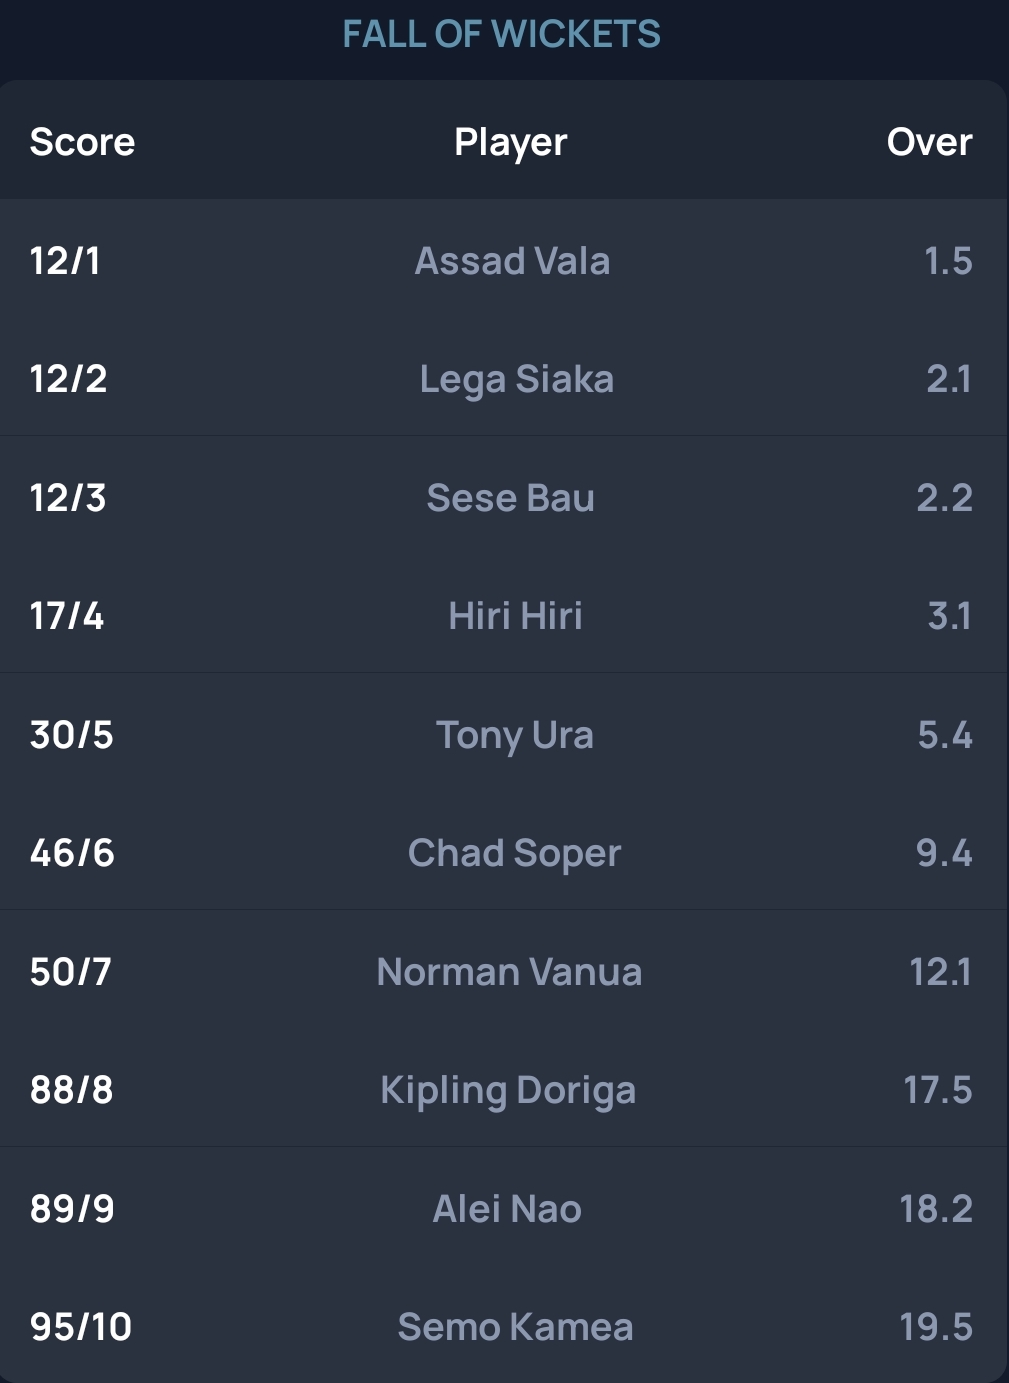 FALL OF WICKETS
Score Player Over
12/1 Assad Vala 1.5
12/2 Lega Siaka 2.1
12/3 Sese Bau 2.2
17/4 Hiri Hiri 3.1
30/5 Tony Ura 5.4
46/6 Chad Soper 9.4
50/7 Norman Vanua 12.1
88/8 Kipling Doriga 17.5
89/9 Alei Nao 18.2
95/10 Semo Kamea 19.5